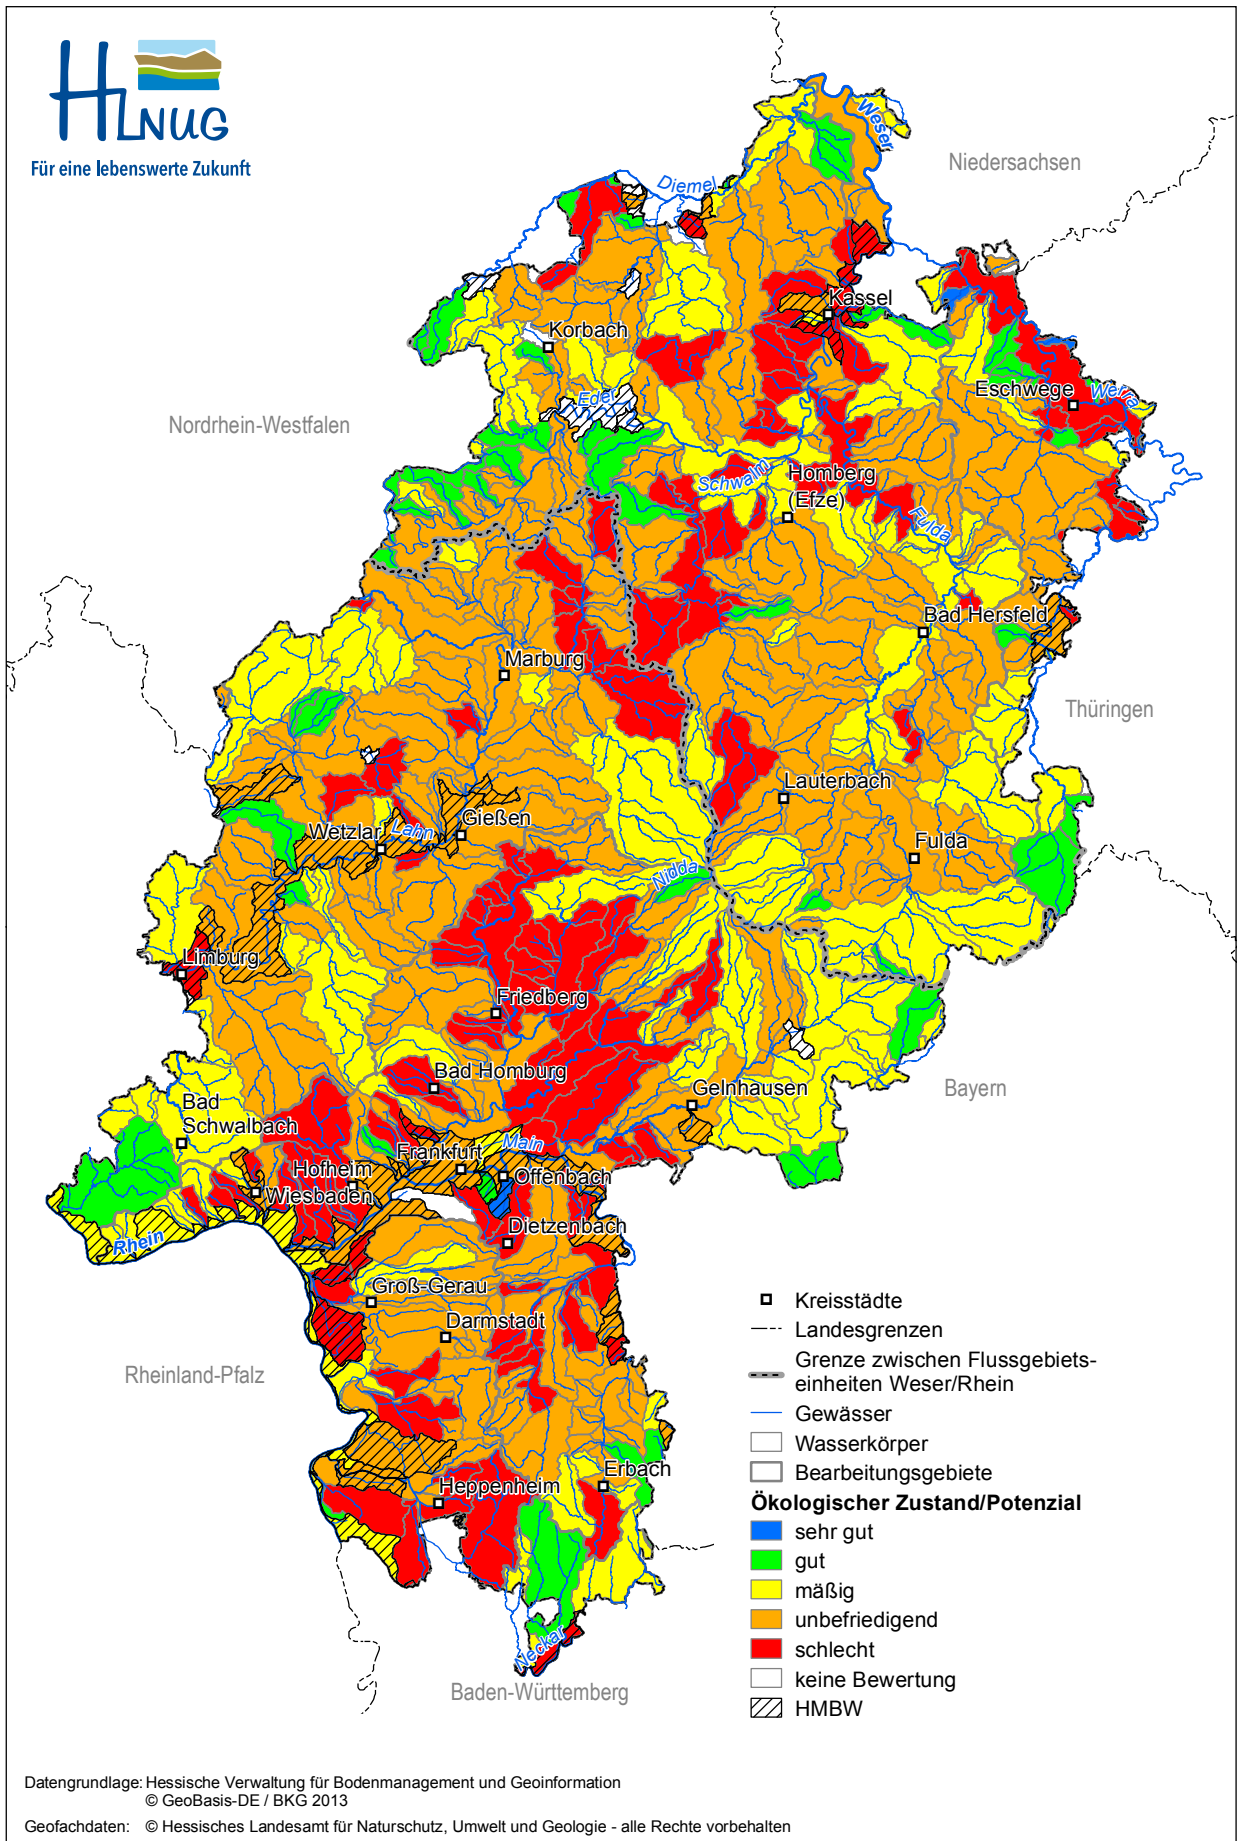 HLNUG
Für eine lebenswerte Zukunft
Niedersachsen
Weser
Diemel
Kassel
Korbach
Eschwege
Werra
Eder
Nordrhein-Westfalen
Schwalm
Homberg
(Efze)
Fulda
Bad Hersfeld
Marburg
Thüringen
Lauterbach
Gießen
Wetzlar
Lahn
Fulda
Nidda
Limburg
Friedberg
Bad Homburg
Gelnhausen
Bayern
Bad
Schwalbach
Main
Frankfurt
Hofheim
Offenbach
Wiesbaden
Dietzenbach
Rhein
Groß-Gerau
Darmstadt
Rheinland-Pfalz
Erbach
Heppenheim
Neckar
Baden-Württemberg
Kreisstädte
Landesgrenzen
Grenze zwischen Flussgebiets-
einheiten Weser/Rhein
Gewässer
Wasserkörper
Bearbeitungsgebiete
Ökologischer Zustand/Potenzial
sehr gut
gut
mäßig
unbefriedigend
schlecht
keine Bewertung
HMBW
Datengrundlage: Hessische Verwaltung für Bodenmanagement und Geoinformation
© GeoBasis-DE / BKG 2013
Geofachdaten: © Hessisches Landesamt für Naturschutz, Umwelt und Geologie - alle Rechte vorbehalten